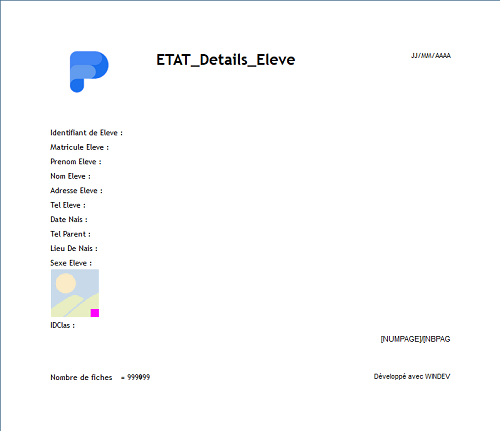 ETAT_Details_Eleve
JJ/MM/AAAA
Identifiant de Eleve :
Matricule Eleve :
Prenom Eleve :
Nom Eleve :
Adresse Eleve :
Tel Eleve :
Date Nais :
Tel Parent :
Lieu De Nais :
Sexe Eleve :
IDClas :
[NUMPAGE]/[NBPAG
Nombre de fiches = 999099
Développé avec WINDEV